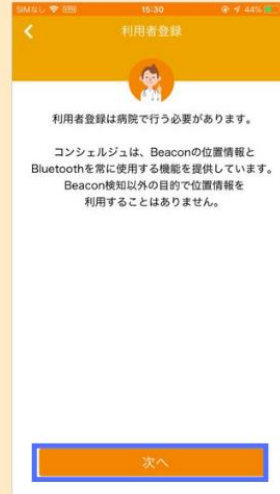 SIMなし 15:30 44%
利用者登録
利用者登録は病院で行う必要があります。
コンシェルジュは、Beaconの位置情報と
Bluetoothを常に使用する機能を提供しています。
Beacon検知以外の目的で位置情報を
利用することはありません。
次へ